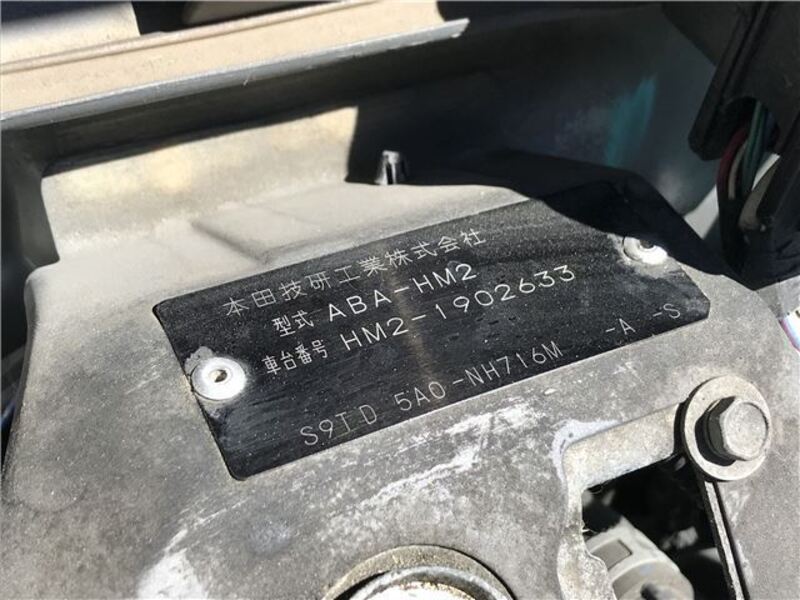 本田技研工業株式会社
型式 ABA-HM2
車台番号 HM2-1902633
S9TD 5A0-NH716M -A -S